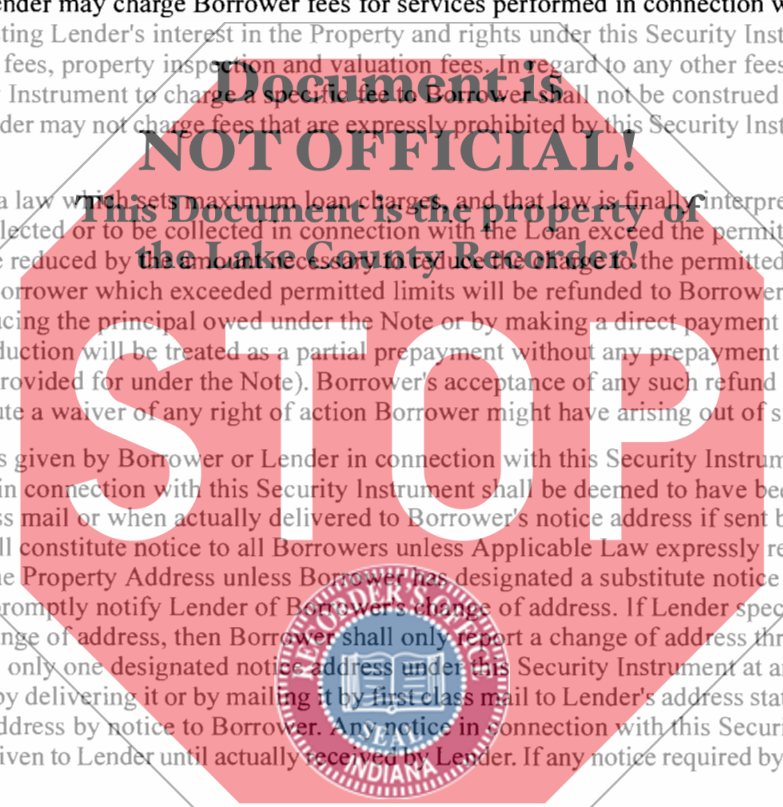 ender may charge Borrower fees for services performed in connection w
ting Lender's interest in the Property and rights under this Security Inst
fees, property inspection and valuation fees. In regard to any other fees
Instrument to charge a specific fee to Borrower shall not be construed
der may not charge fees that are expressly prohibited by this Security Inst
Document is
NOT OFFICIAL!
This Document is the property of
the Lake County Recorder!
a law which sets maximum loan charges, and that law is finally interpre
lected or to be collected in connection with the Loan exceed the permit
reduced by the amount necessary to reduce the charge to the permitted
orrower which exceeded permitted limits will be refunded to Borrower
cing the principal owed under the Note or by making a direct payment
duction will be treated as a partial prepayment without any prepayment
rovided for under the Note). Borrower's acceptance of any such refund
ute a waiver of any right of action Borrower might have arising out of s
STOP
s given by Borrower or Lender in connection with this Security Instrum
in connection with this Security Instrument shall be deemed to have bee
ss mail or when actually delivered to Borrower's notice address if sent b
ll constitute notice to all Borrowers unless Applicable Law expressly re
e Property Address unless Borrower has designated a substitute notice
romptly notify Lender of Borrower's change of address. If Lender spec
nge of address, then Borrower shall only report a change of address thr
only one designated notice address under this Security Instrument at a
by delivering it or by mailing it by first class mail to Lender's address sta
ddress by notice to Borrower. Any notice in connection with this Securi
iven to Lender until actually received by Lender. If any notice required by
RECORDER'S OFFICE
SEAL
INDIANA